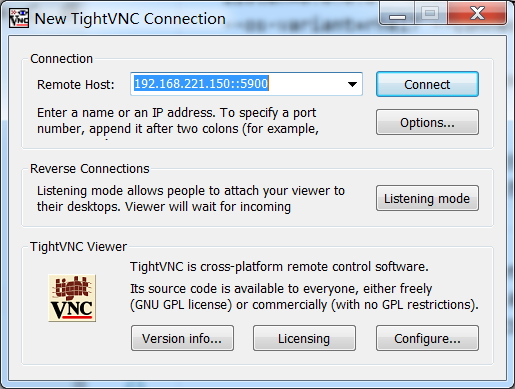 New TightVNC Connection
Connection
Remote Host:
192.168.221.150::5900
Connect
Enter a name or an IP address. To specify a port
number, append it after two colons (for example,
Options...
Reverse Connections
Listening mode allows people to attach your viewer to
their desktops. Viewer will wait for incoming
Listening mode
TightVNC Viewer
tight
VNC
TightVNC is cross-platform remote control software.
Its source code is available to everyone, either freely
(GNU GPL license) or commercially (with no GPL restrictions).
Version info...
Licensing
Configure...